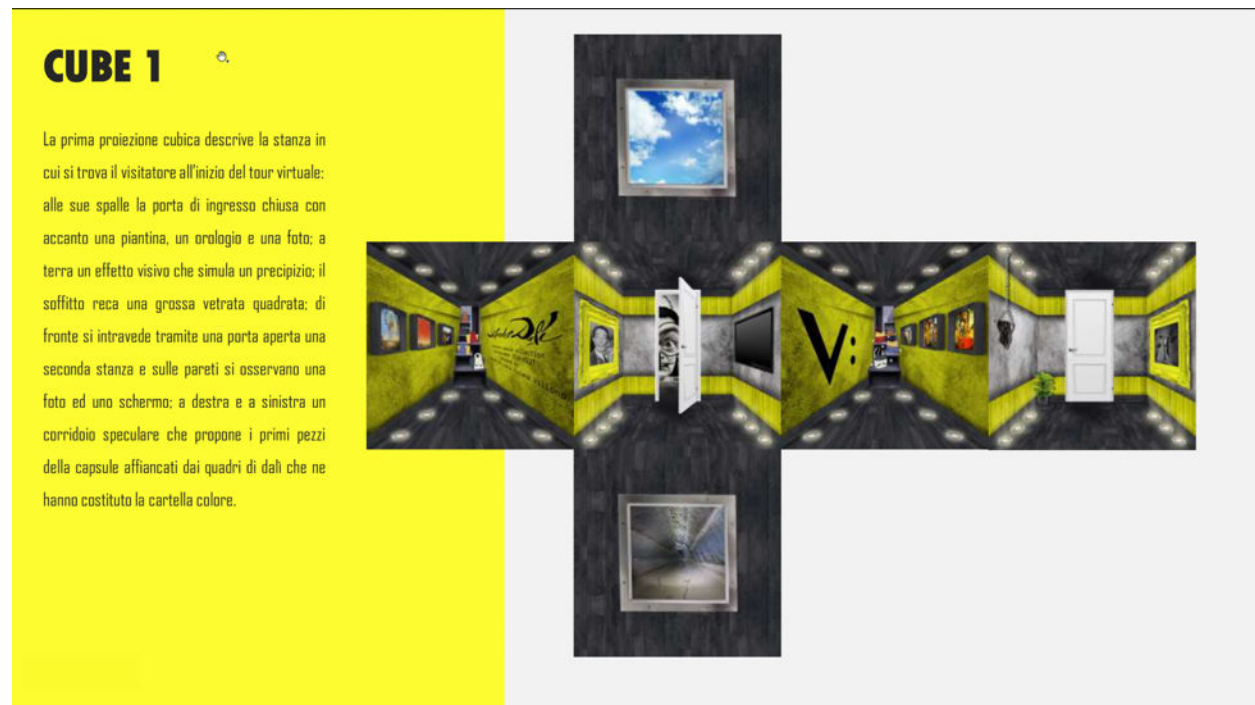 CUBE 1
La prima proiezione cubica descrive la stanza in
cui si trova il visitatore all'inizio del tour virtuale:
alle sue spalle la porta di ingresso chiusa con
accanto una piantina, un orologio e una foto; a
terra un effetto visivo che simula un precipizio; il
soffitto reca una grossa vetrata quadrata; di
fronte si intravede tramite una porta aperta una
seconda stanza e sulle pareti si osservano una
foto ed uno schermo; a destra e a sinistra un
corridoio speculare che propone i primi pezzi
della capsule affiancati dai quadri di dalì che ne
hanno costituto la cartella colore.
V: